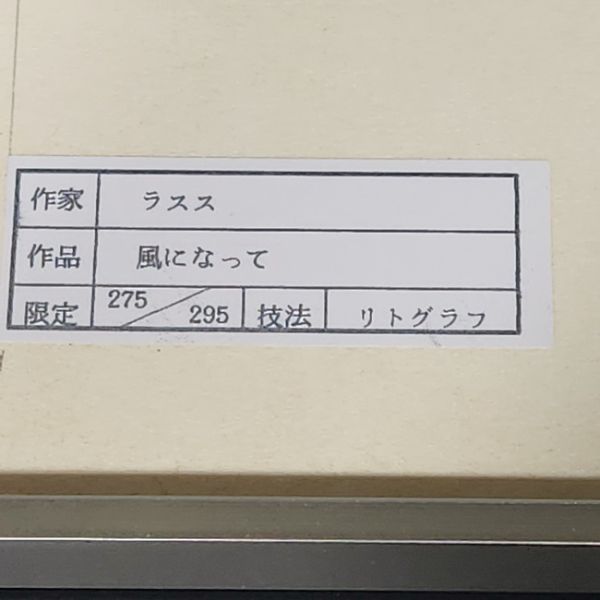 作家 ラスス
作品 風になって
限定 275/295 技法 リトグラフ